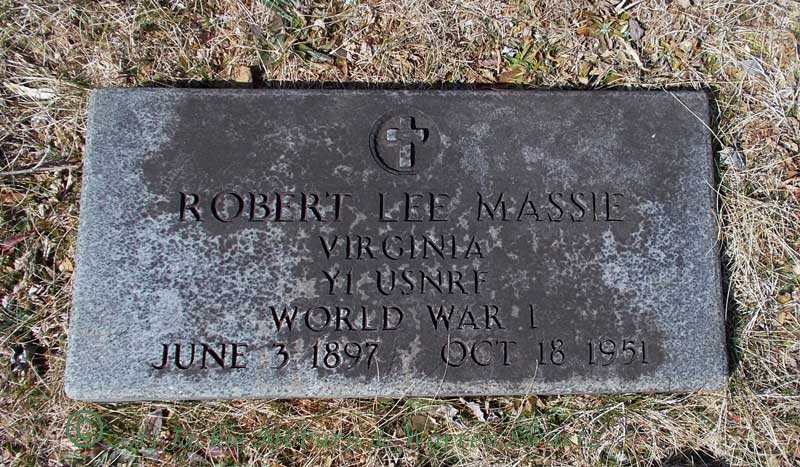 ROBERT LEE MASSIE
VIRGINIA
Y1 USNRF
WORLD WAR I
JUNE 3 1897 OCT 18 1951